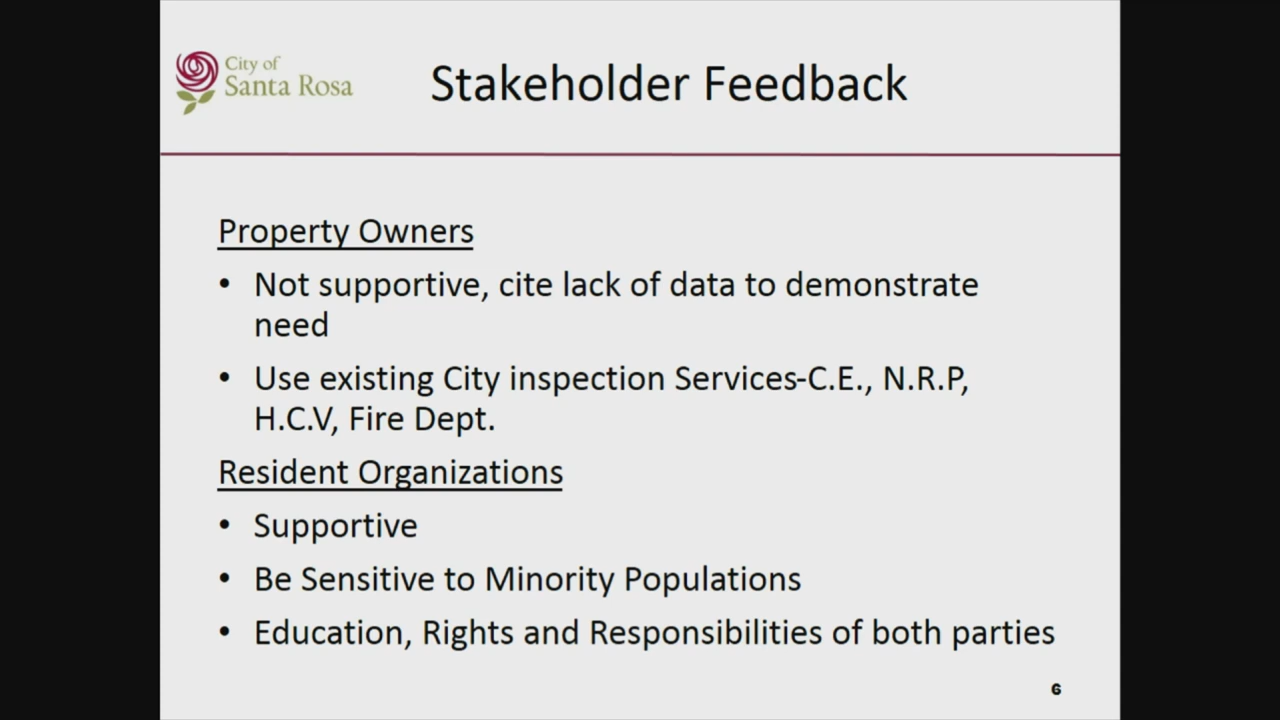 City of
Santa Rosa
Stakeholder Feedback
Property Owners
• Not supportive, cite lack of data to demonstrate
need
• Use existing City inspection Services-C.E., N.R.P,
H.C.V, Fire Dept.
Resident Organizations
• Supportive
• Be Sensitive to Minority Populations
• Education, Rights and Responsibilities of both parties
6